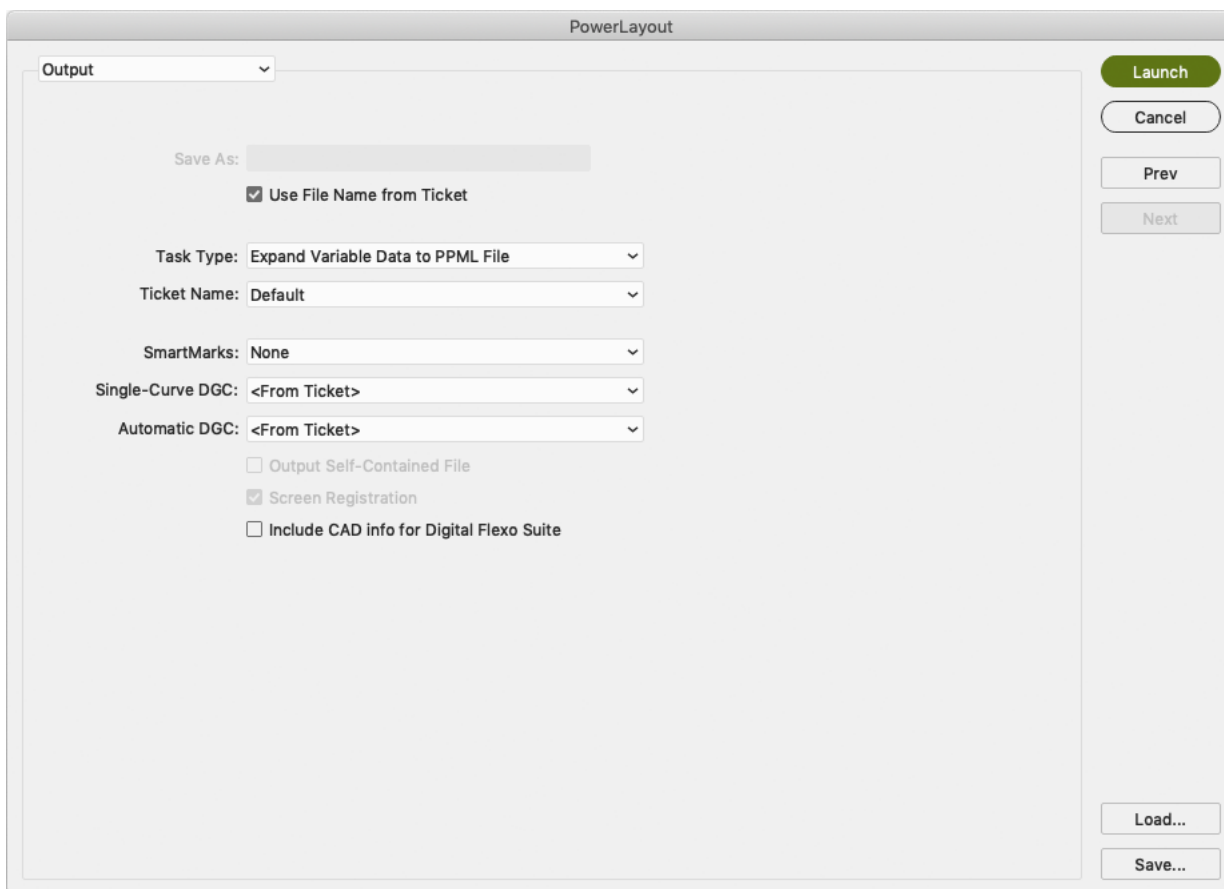 PowerLayout
Output
Launch
Cancel
Save As:
Prev
Use File Name from Ticket
Next
Task Type: Expand Variable Data to PPML File
Ticket Name: Default
SmartMarks: None
Single-Curve DGC: <From Ticket>
Automatic DGC: <From Ticket>
Output Self-Contained File
Screen Registration
Include CAD info for Digital Flexo Suite
Load...
Save...